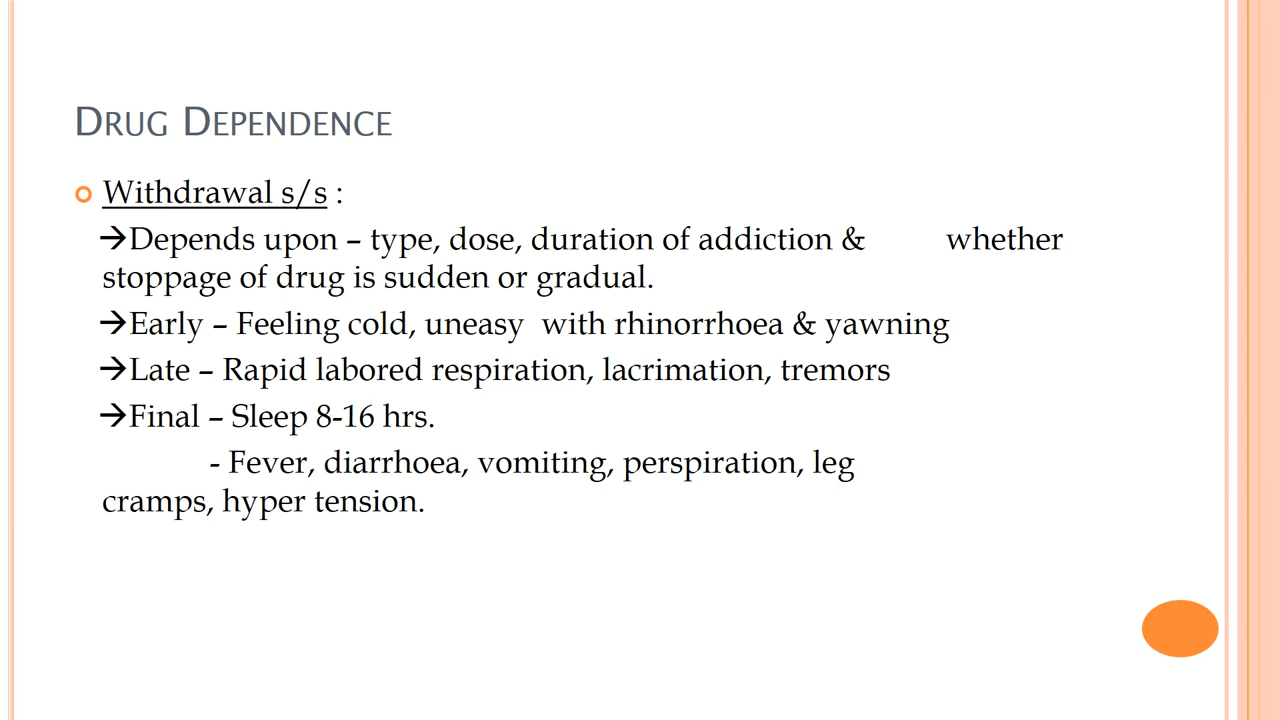 DRUG DEPENDENCE
Withdrawal s/s :
→Depends upon – type, dose, duration of addiction & whether
stoppage of drug is sudden or gradual.
→Early – Feeling cold, uneasy with rhinorrhoea & yawning
→Late – Rapid labored respiration, lacrimation, tremors
→Final – Sleep 8-16 hrs.
- Fever, diarrhoea, vomiting, perspiration, leg
cramps, hyper tension.